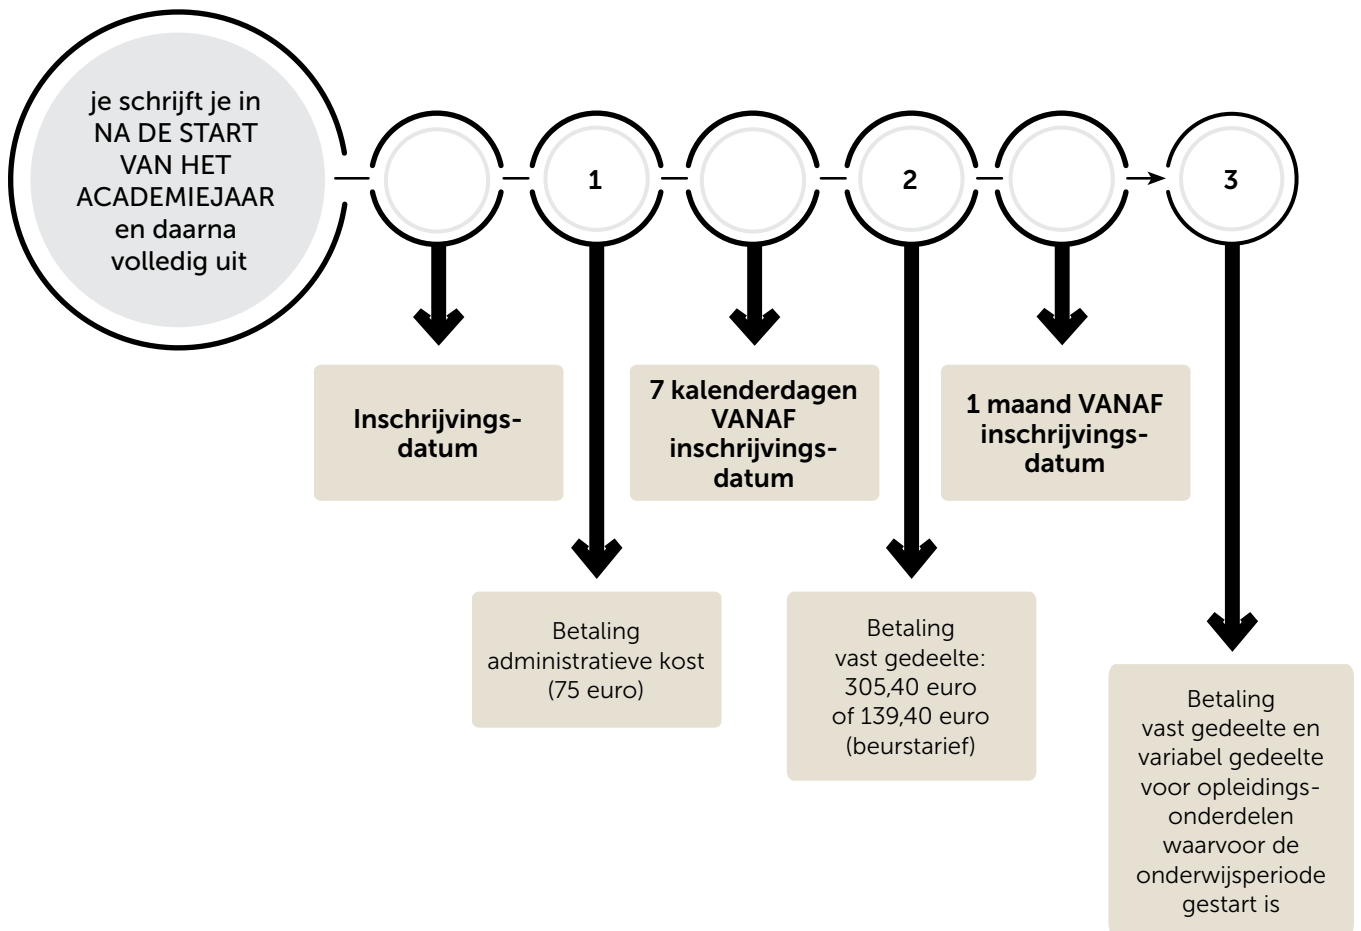 je schrijft je in
NA DE START
VAN HET
ACADEMIEJAAR
en daarna
volledig uit
1
2
3
Inschrijvings-
datum
7 kalenderdagen
VANAF
inschrijvings-
datum
1 maand VANAF
inschrijvings-
datum
Betaling
administratieve kost
(75 euro)
Betaling
vast gedeelte:
305,40 euro
of 139,40 euro
(beurstarief)
Betaling
vast gedeelte en
variabel gedeelte
voor opleidings-
onderdelen
waarvoor de
onderwijsperiode
gestart is